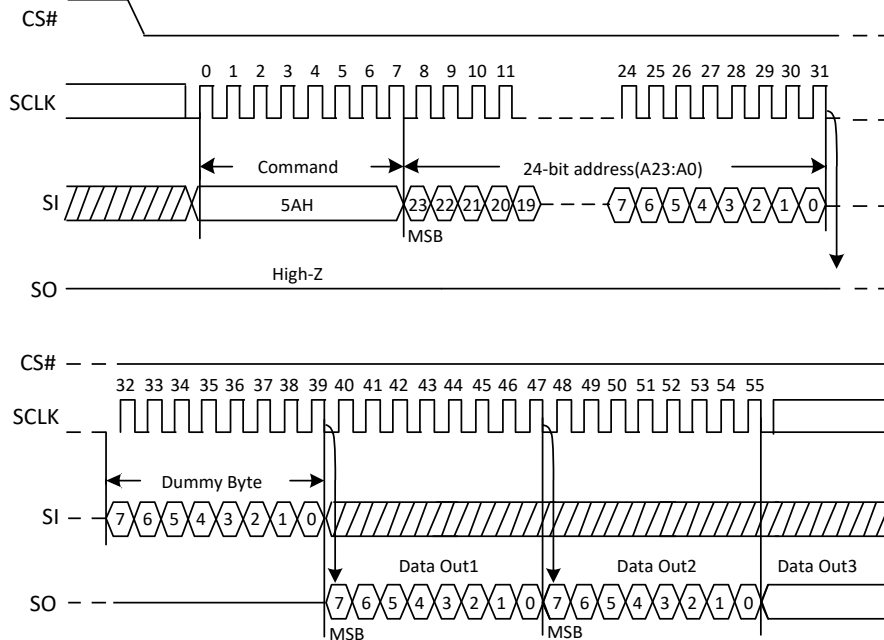 CS#
0 1 2 3 4 5 6 7 8 9 10 11 24 25 26 27 28 29 30 31
SCLK
Command 24-bit address(A23:A0)
SI 5AH 23 22 21 20 19 7 6 5 4 3 2 1 0
MSB
High-Z
SO
CS#
32 33 34 35 36 37 38 39 40 41 42 43 44 45 46 47 48 49 50 51 52 53 54 55
SCLK
Dummy Byte
SI 7 6 5 4 3 2 1 0
Data Out1 Data Out2 Data Out3
SO 7 6 5 4 3 2 1 0 7 6 5 4 3 2 1 0
MSB MSB